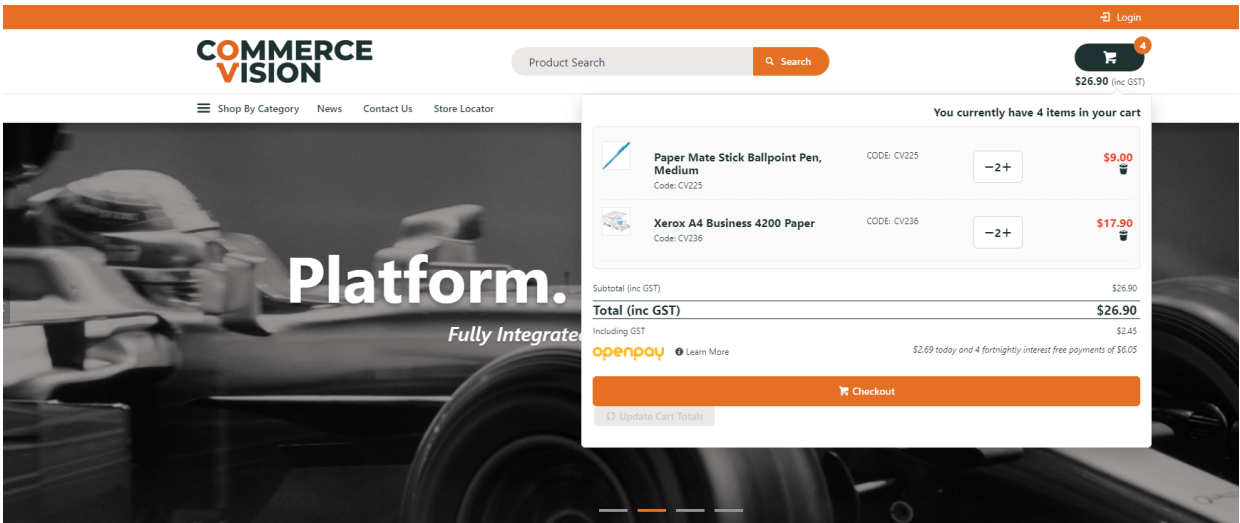 Login
COMMERCE
VISION
Product Search
Search
4
$26.90 (inc GST)
Shop By Category News Contact Us Store Locator
You currently have 4 items in your cart
Paper Mate Stick Ballpoint Pen, CODE: CV225 −2+ $9.00
Medium
Code: CV225
Xerox A4 Business 4200 Paper CODE: CV236 −2+ $17.90
Code: CV236
Subtotal (inc GST) $26.90
Total (inc GST) $26.90
Including GST $2.45
openpay Learn More $2.69 today and 4 fortnightly interest free payments of $6.05
Checkout
Update Cart Totals
Platform.
Fully